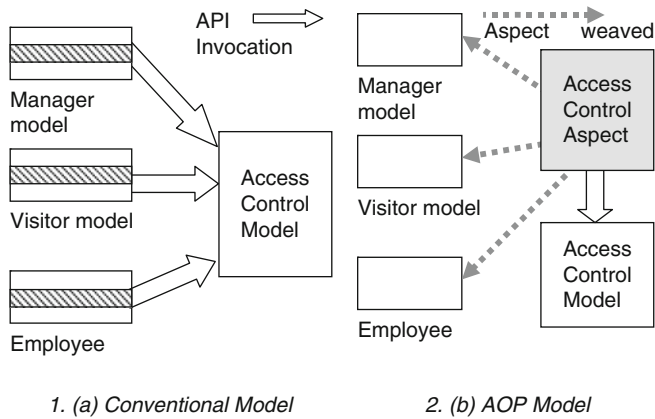 API
Invocation
Manager
model
Visitor model
Employee
Access
Control
Model
1. (a) Conventional Model
Aspect
weaved
Manager
model
Visitor model
Employee
Access
Control
Aspect
Access
Control
Model
2. (b) AOP Model